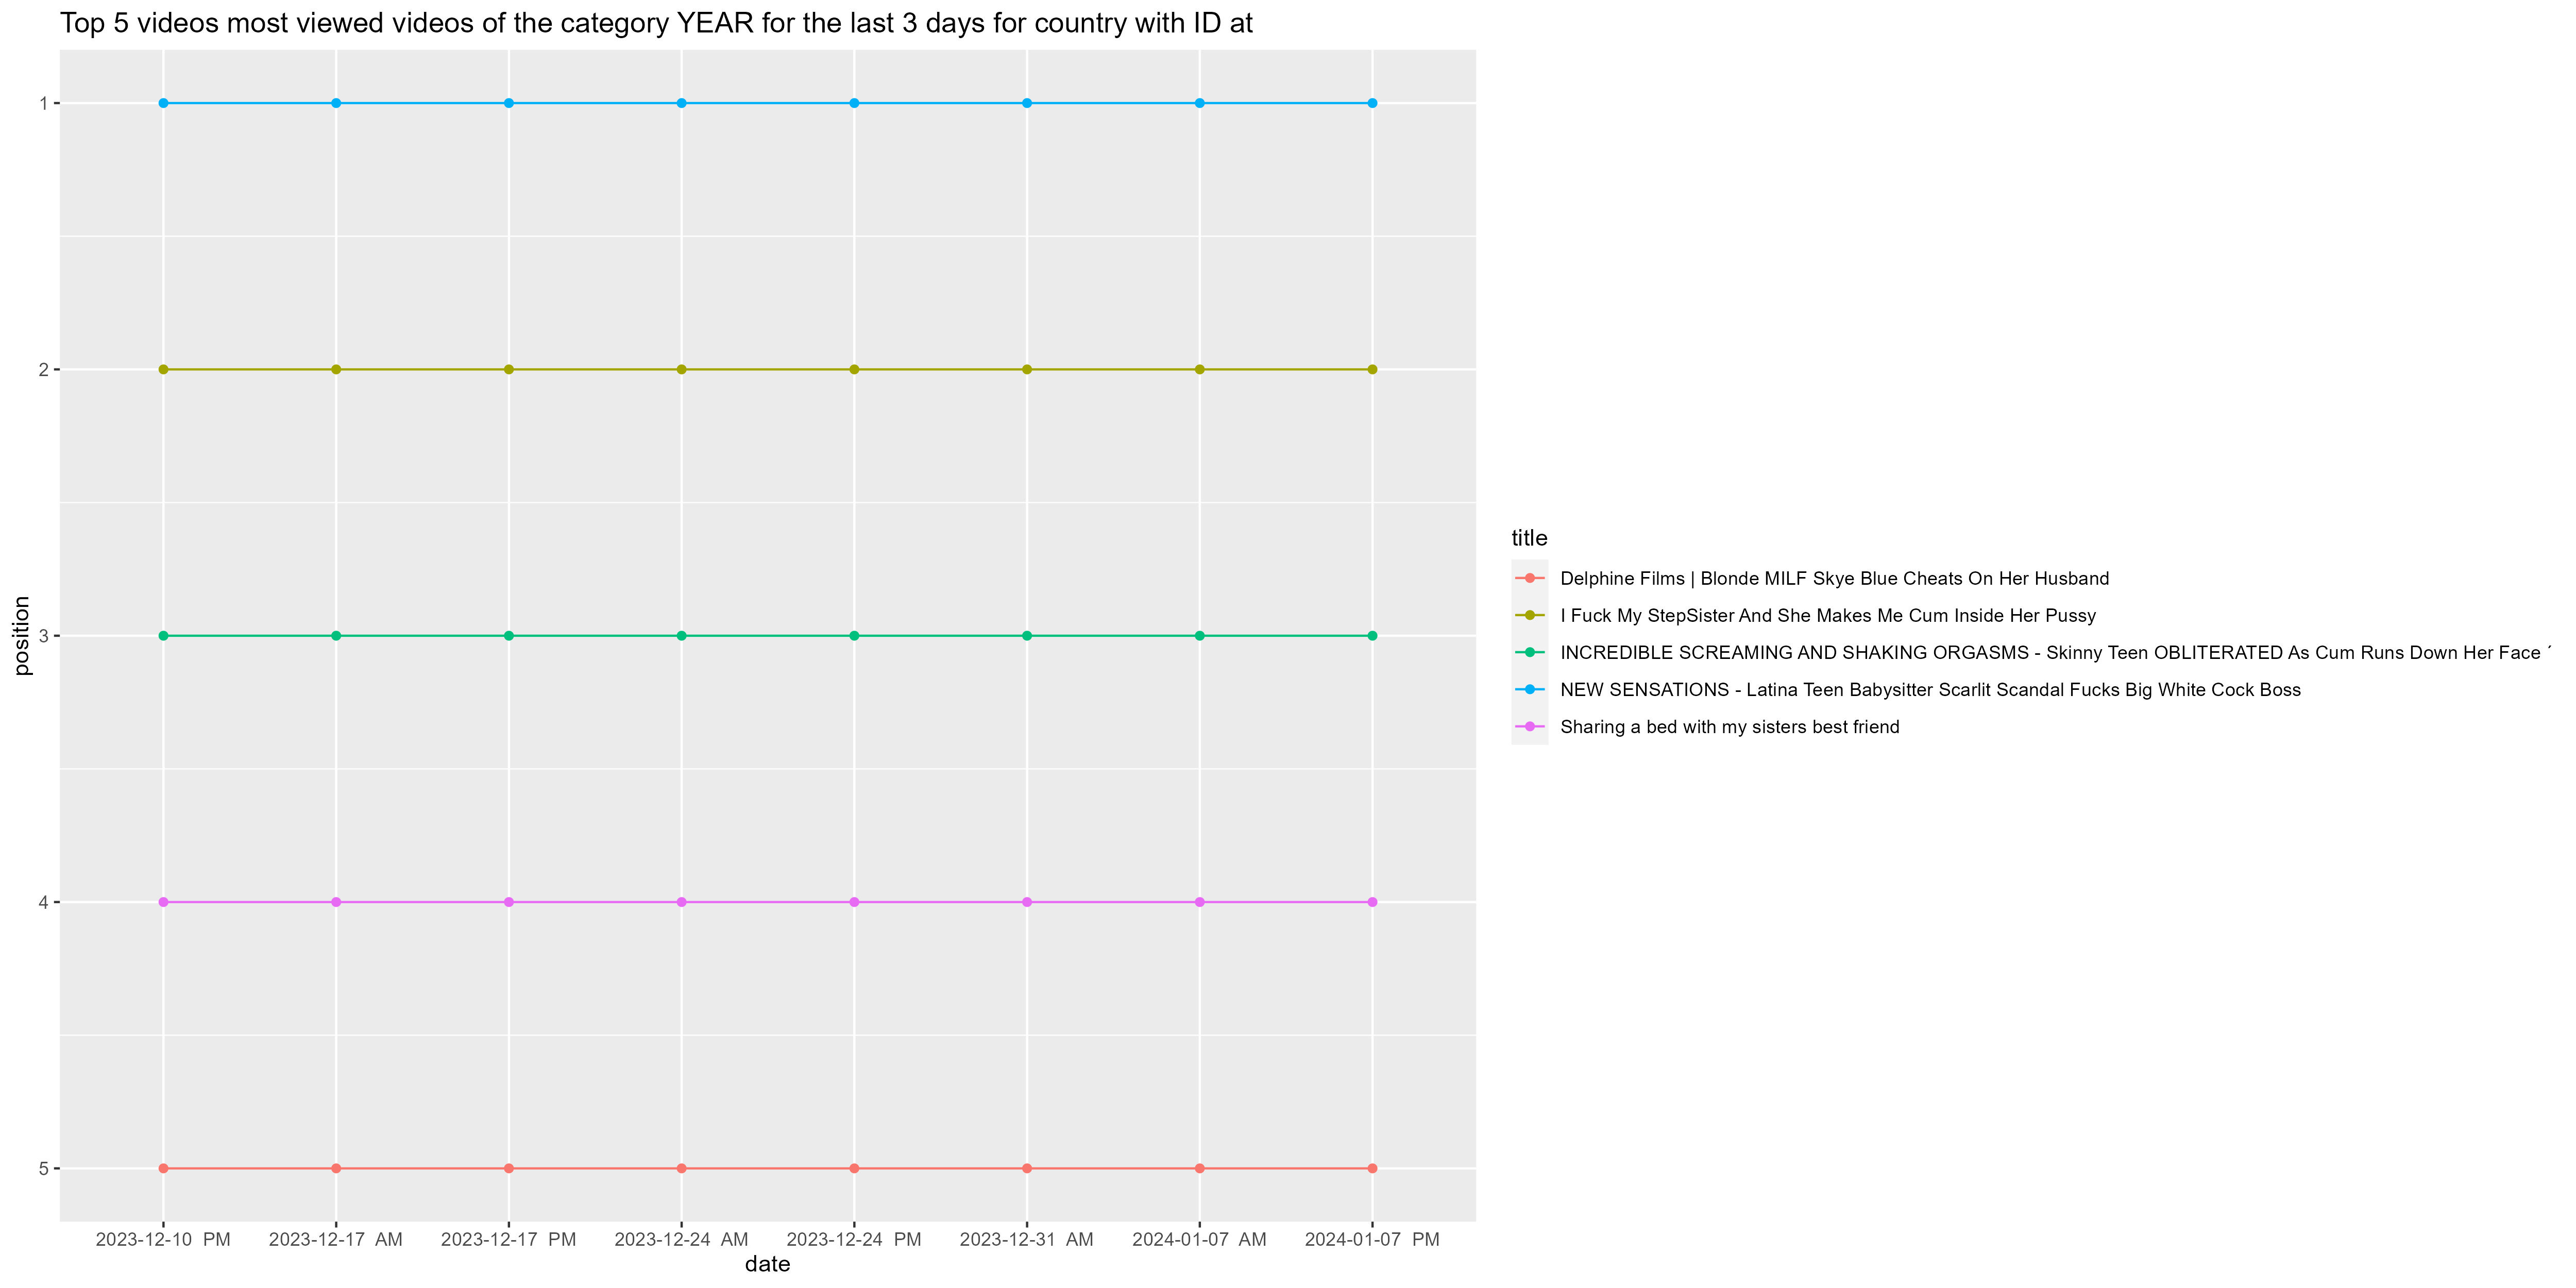 Top 5 videos most viewed videos of the category YEAR for the last 3 days for country with ID at
1
2
3
4
5
position
2023-12-10 PM
2023-12-17 AM
2023-12-17 PM
2023-12-24 AM
2023-12-24 PM
2023-12-31 AM
2024-01-07 AM
2024-01-07 PM
date
title
Delphine Films | Blonde MILF Skye Blue Cheats On Her Husband
I Fuck My StepSister And She Makes Me Cum Inside Her Pussy
INCREDIBLE SCREAMING AND SHAKING ORGASMS - Skinny Teen OBLITERATED As Cum Runs Down Her Face
NEW SENSATIONS - Latina Teen Babysitter Scarlit Scandal Fucks Big White Cock Boss
Sharing a bed with my sisters best friend